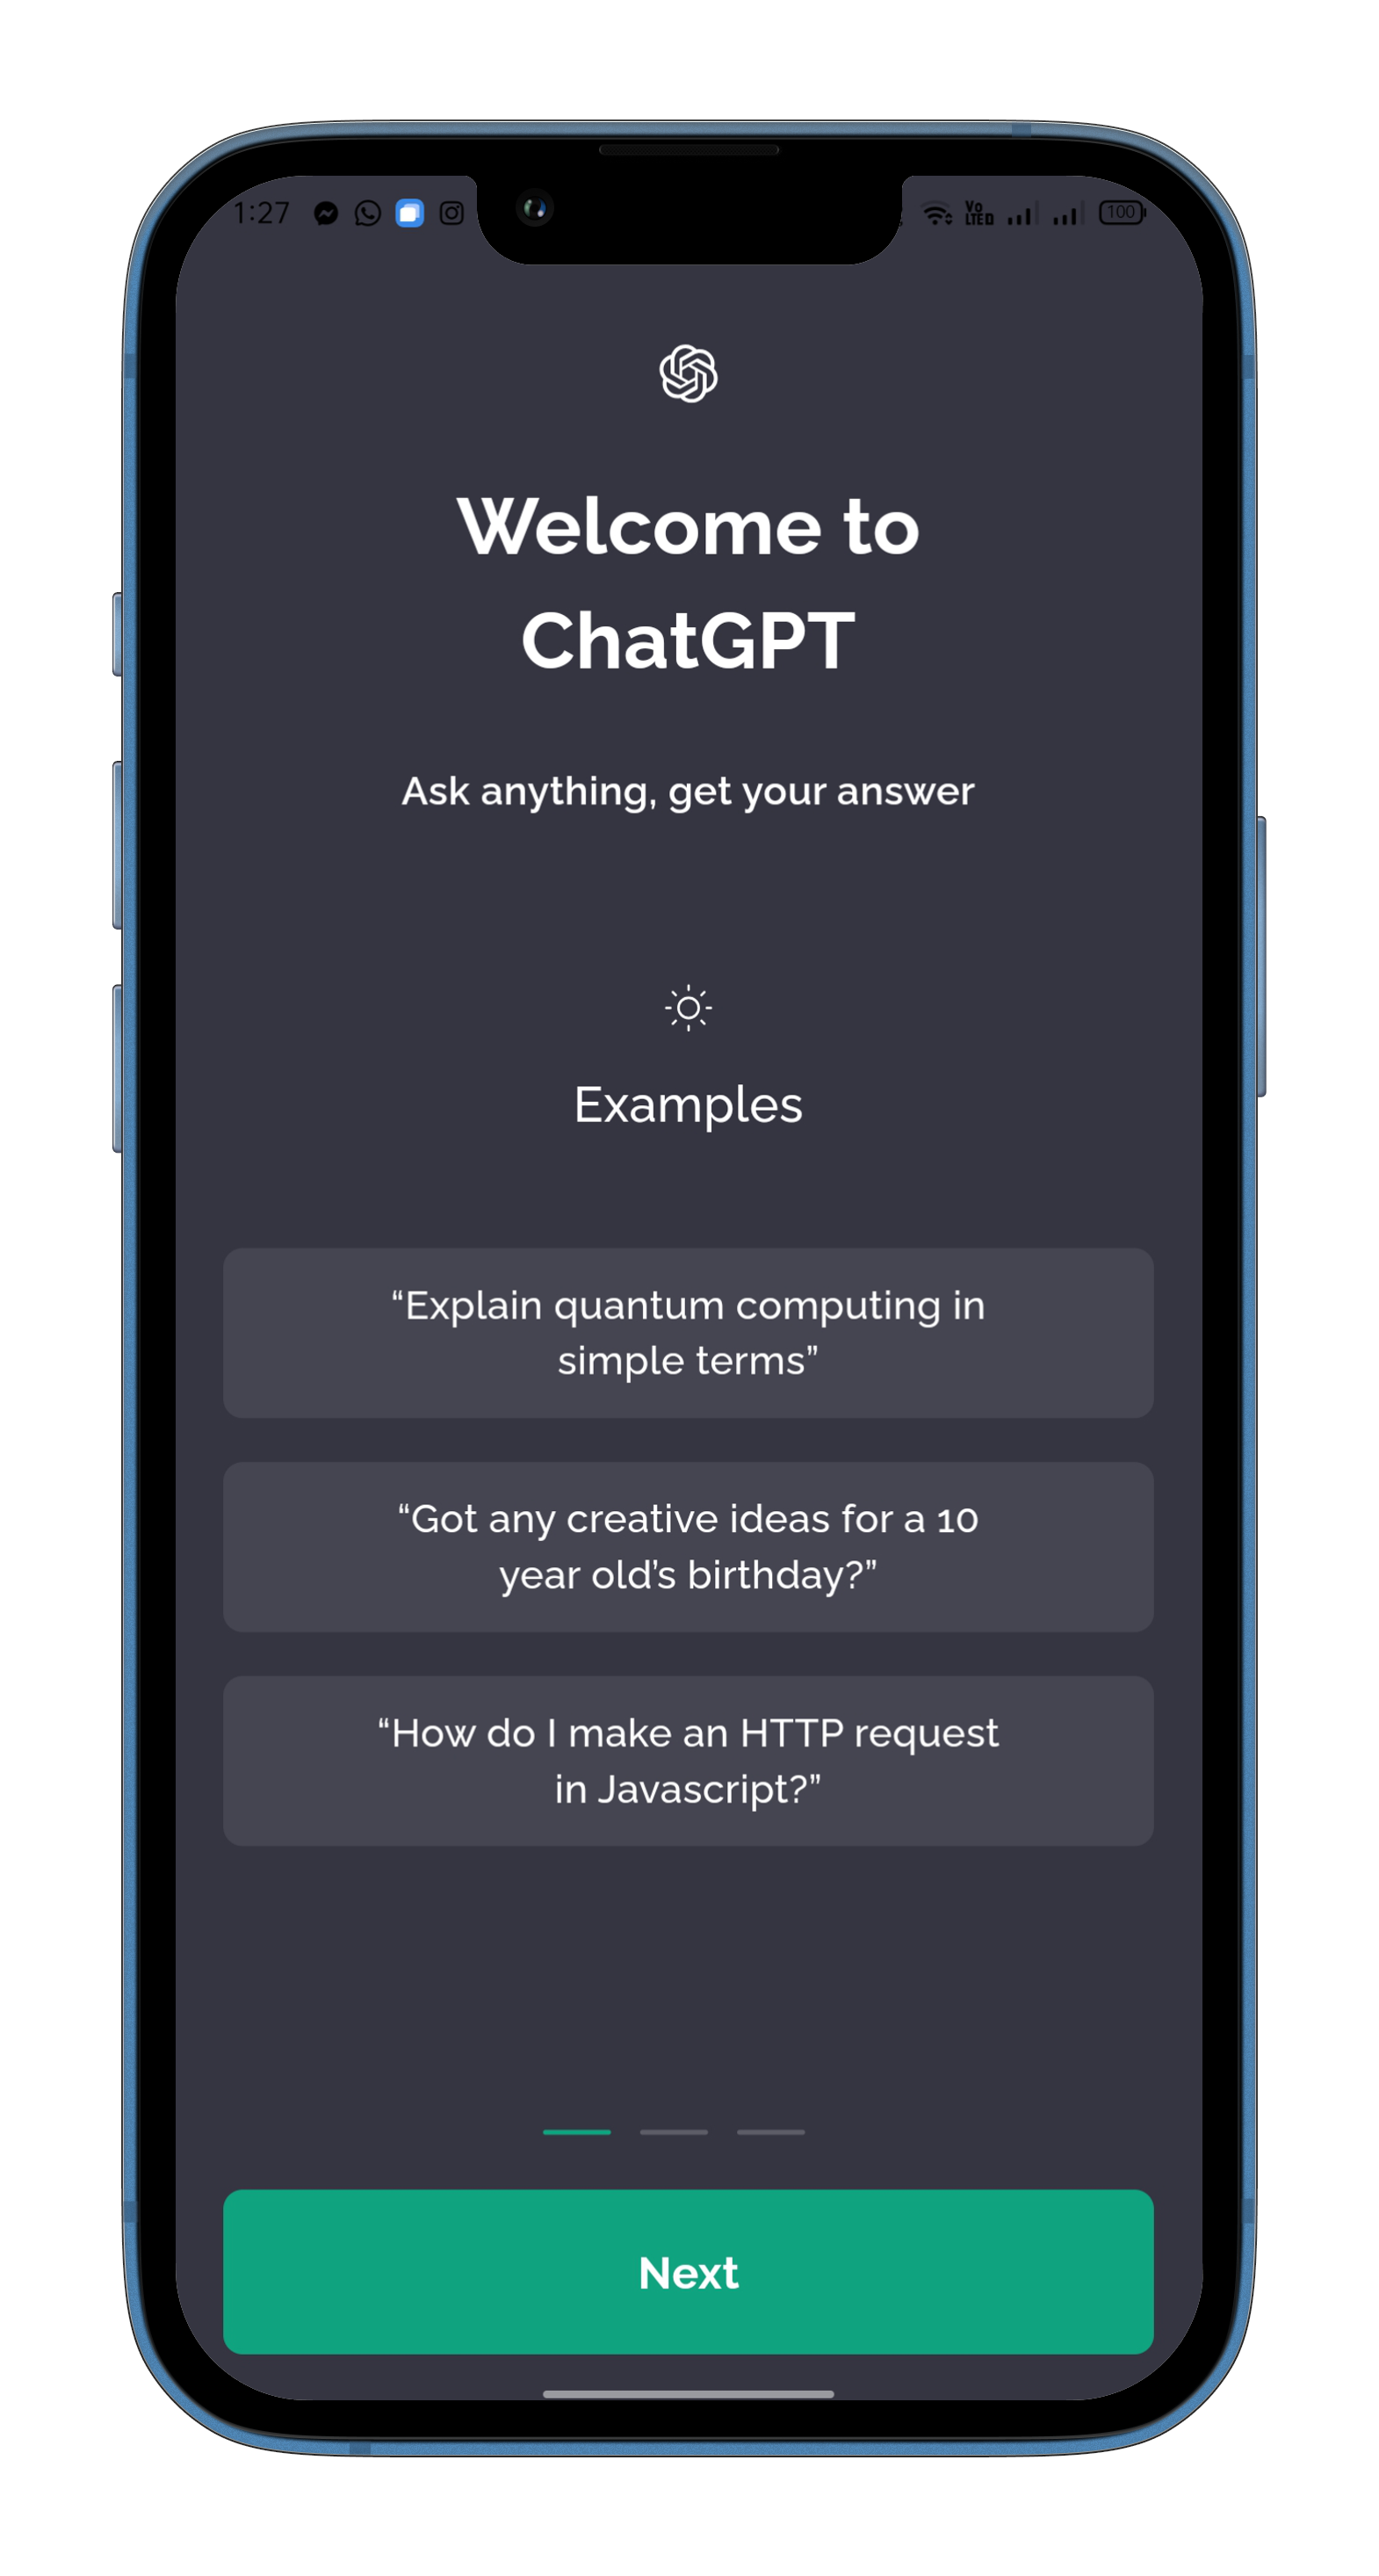 1:27
Vo
LTED
100
Welcome to
ChatGPT
Ask anything, get your answer
Examples
“Explain quantum computing in
simple terms”
“Got any creative ideas for a 10
year old’s birthday?”
“How do I make an HTTP request
in Javascript?”
Next